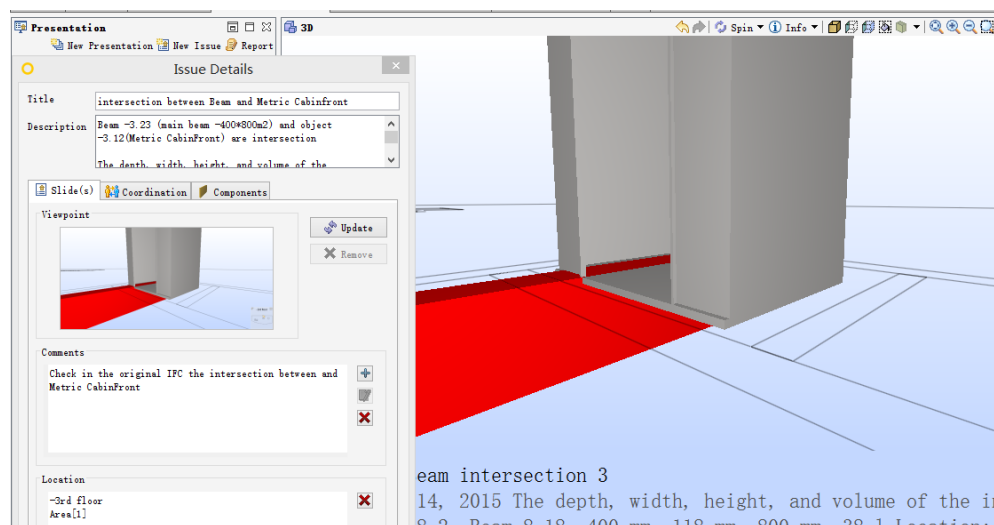 Presentation
3D
Spin
Info
New Presentation New Issue Report
Issue Details
Title
intersection between Beam and Metric Cabinfront
Description
Beam -3.23 (main beam -400*800m2) and object
-3.12(Metric CabinFront) are intersection
The depth, width, height, and volume of the
Slide(s) Coordination Components
Viewpoint
Update
Remove
Comments
Check in the original IFC the intersection between and
Metric CabinFront
Location
-3rd floor
Area[1]
eam intersection 3
14, 2015 The depth, width, height, and volume of the in